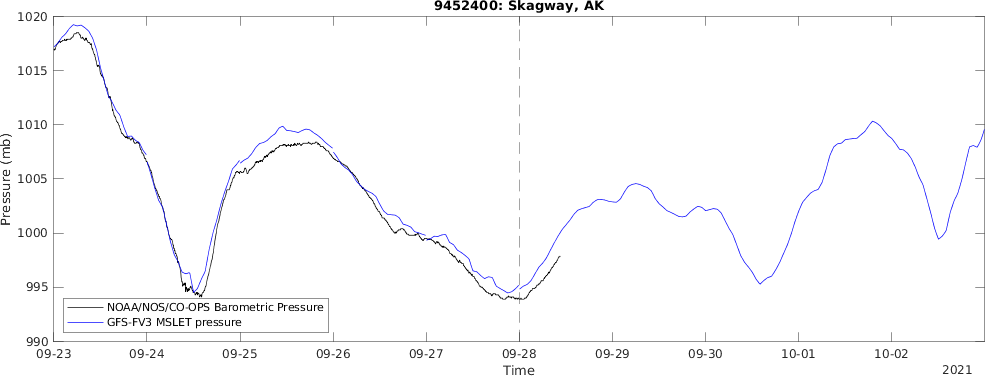 9452400: Skagway, AK
Pressure (mb)
1020
1015
1010
1005
1000
995
990
NOAA/NOS/CO-OPS Barometric Pressure
GFS-FV3 MSLET pressure
09-23 09-24 09-25 09-26 09-27 09-28 09-29 09-30 10-01 10-02
Time
2021